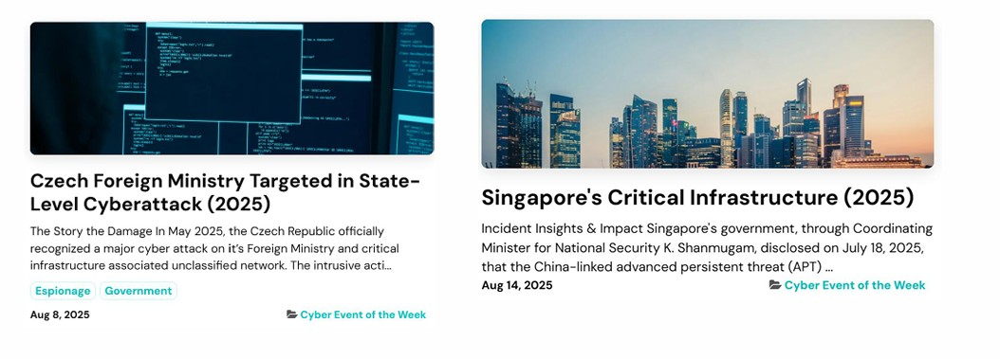 Czech Foreign Ministry Targeted in State-
Level Cyberattack (2025)
The Story the Damage In May 2025, the Czech Republic officially
recognized a major cyber attack on it's Foreign Ministry and critical
infrastructure associated unclassified network. The intrusive acti...
Espionage
Government
Aug 8, 2025
Cyber Event of the Week
Singapore's Critical Infrastructure (2025)
Incident Insights & Impact Singapore's government, through Coordinating
Minister for National Security K. Shanmugam, disclosed on July 18, 2025,
that the China-linked advanced persistent threat (APT) ...
Aug 14, 2025
Cyber Event of the Week